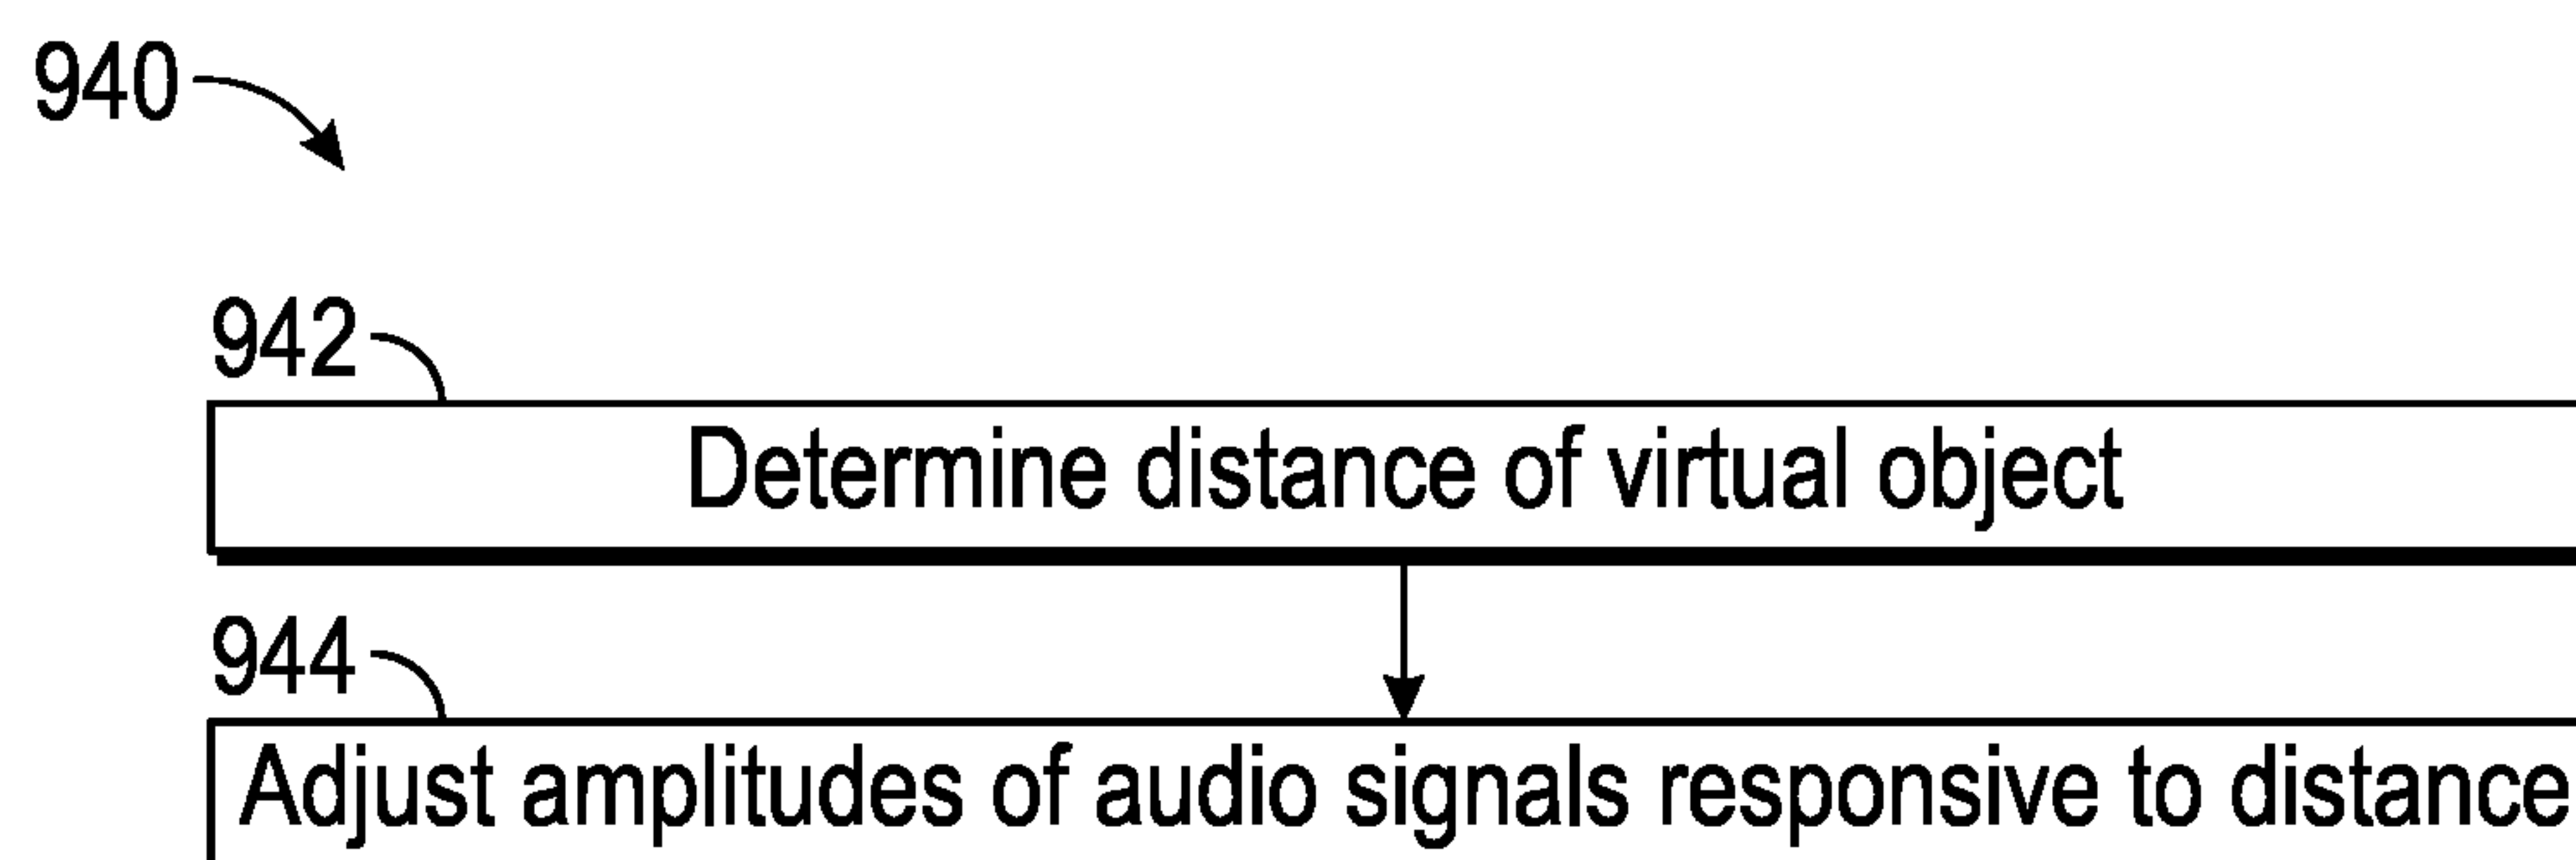 940
942
Determine distance of virtual object
944
Adjust amplitudes of audio signals responsive to distance